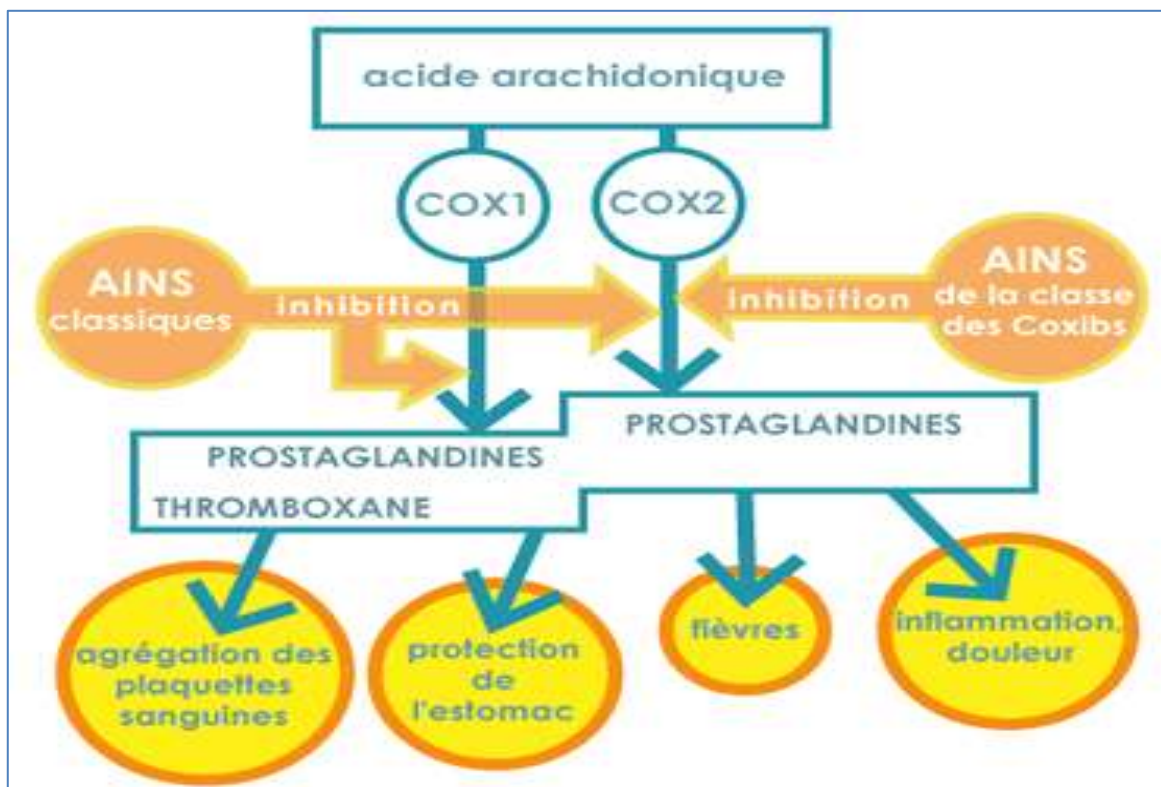 acide arachidonique
COX1
COX2
AINS
classiques
inhibition
inhibition
AINS
de la classe
des Coxibs
PROSTAGLANDINES
PROSTAGLANDINES
THROMBOXANE
agrégation des
plaquettes
sanguines
protection
de
l'estomac
fièvres
inflammation,
douleur